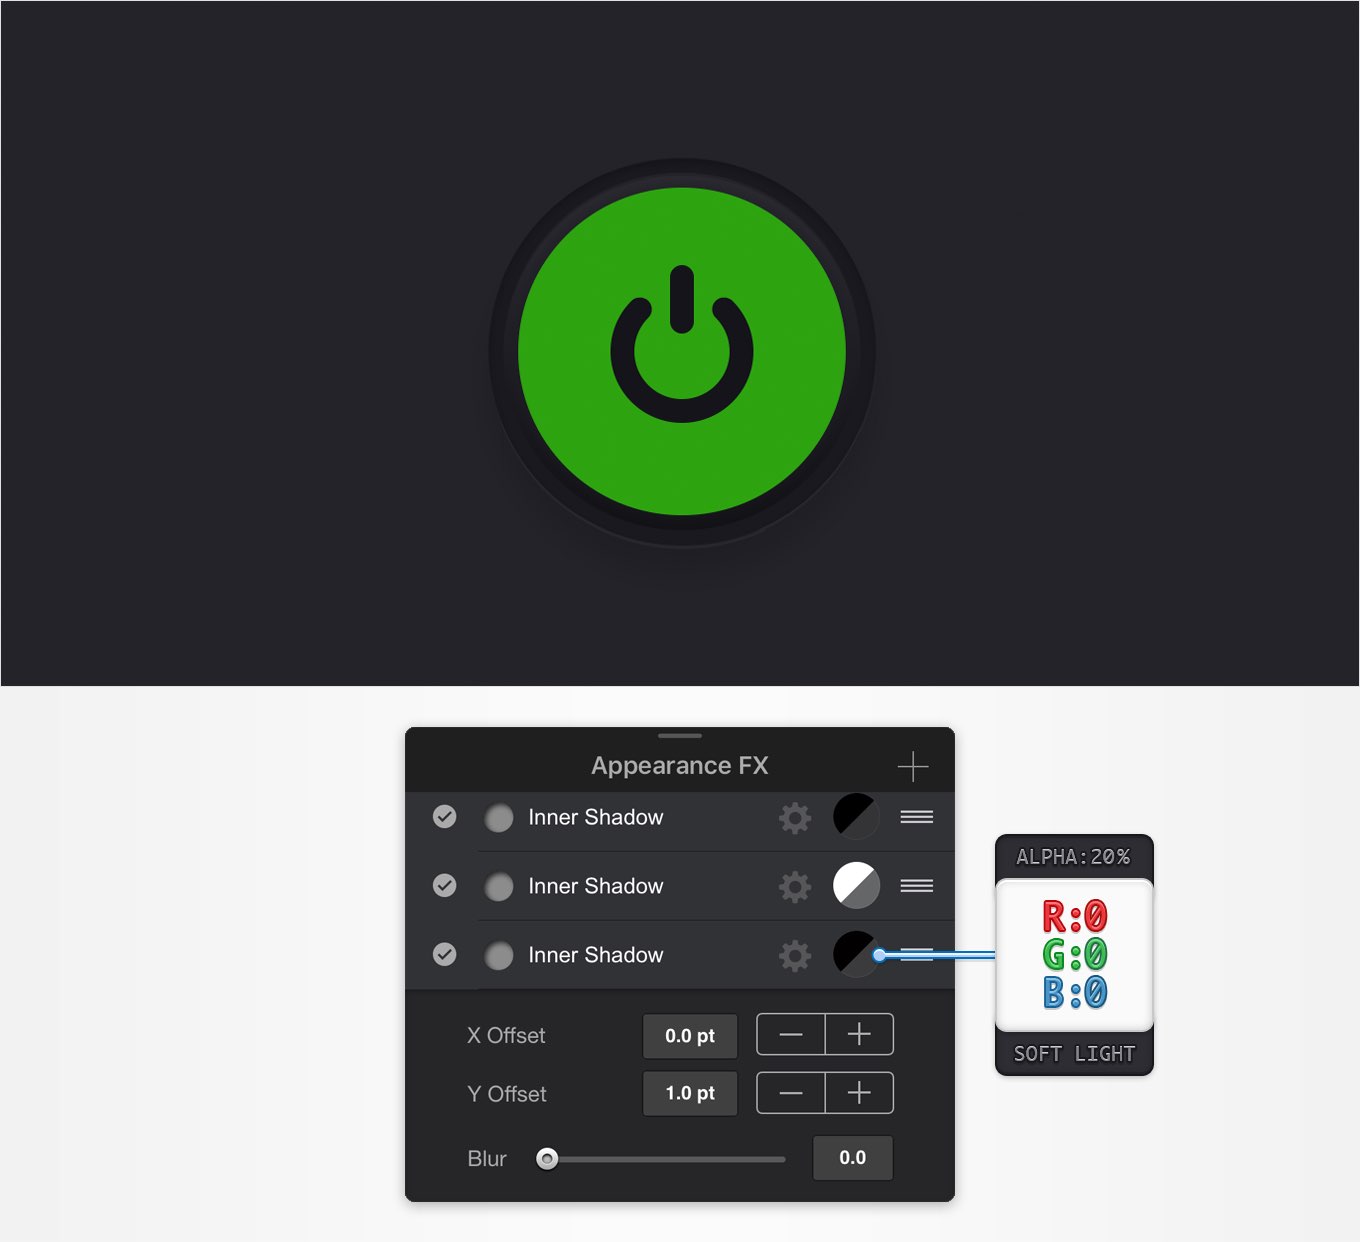 Appearance FX
Inner Shadow
Inner Shadow
Inner Shadow
X Offset 0.0 pt
Y Offset 1.0 pt
Blur 0.0
ALPHA:20%
R:0
G:0
B:0
SOFT LIGHT